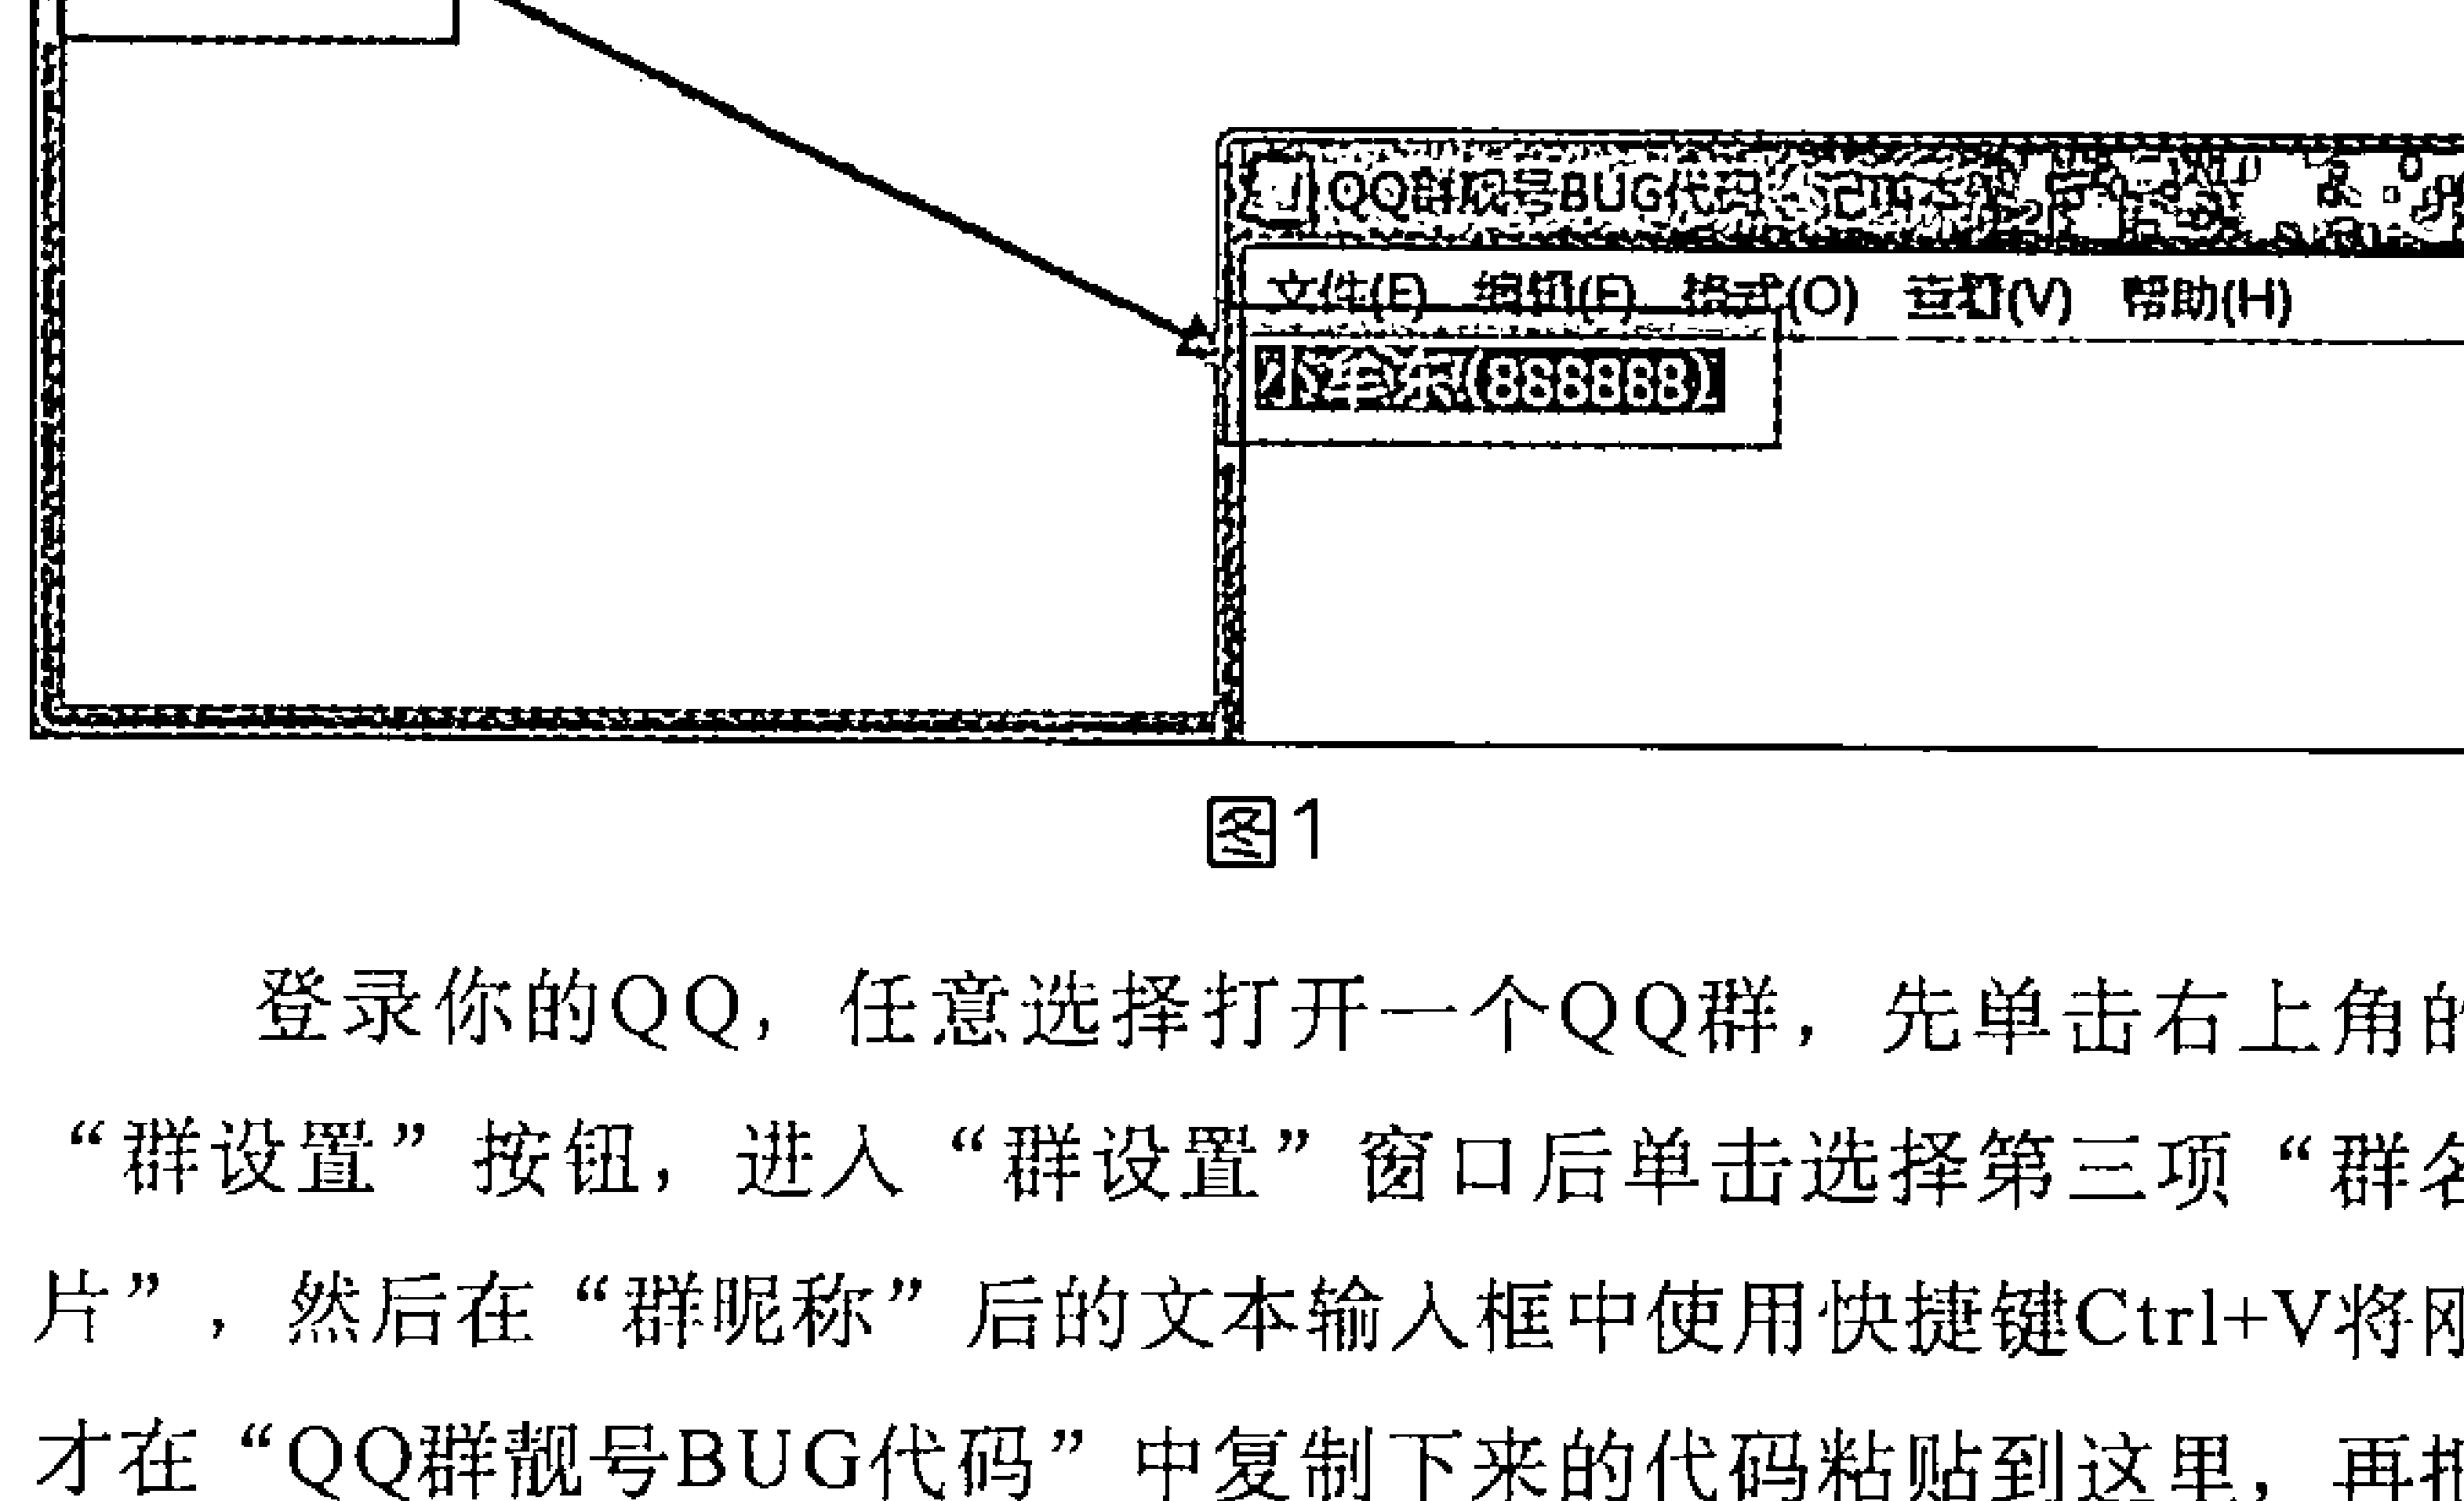 QQ群靓号BUG代码
文件(F) 编辑(E) 格式(O) 查看(V) 帮助(H)
(888888)
图1
登录你的QQ，任意选择打开一个QQ群，先单击右上角的
“群设置”按钮，进入“群设置”窗口后单击选择第三项“群名
片”，然后在“群昵称”后的文本输入框中使用快捷键Ctrl+V将刚
才在“QQ群靓号BUG代码”中复制下来的代码粘贴到这里，再把